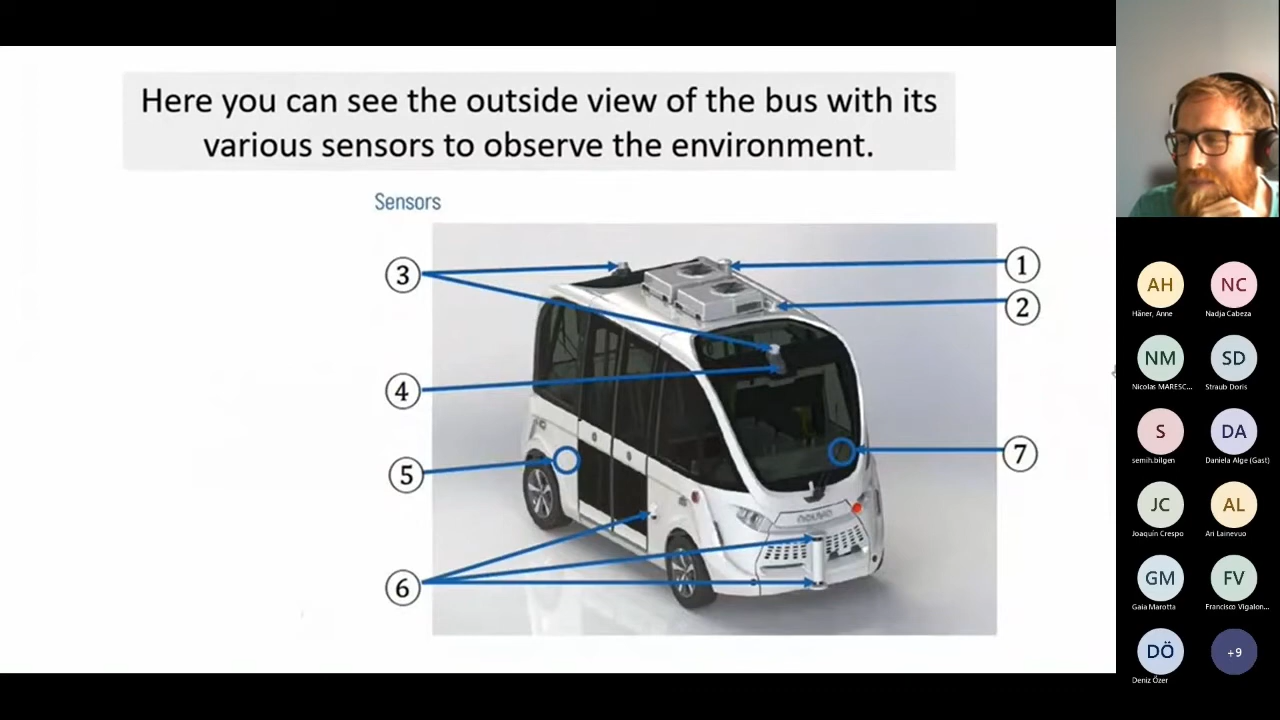 Here you can see the outside view of the bus with its
various sensors to observe the environment.
Sensors
3
1
2
4
5
7
6
AH
NC
Häner, Anne
Nadja Cabeza
NM
SD
Nicolas MARESC...
Straub Doris
S
DA
semih.bilgen
Daniela Alge (Gast)
JC
AL
Joaquín Crespo
Ari Lainevuo
GM
FV
Gaia Marotta
Francisco Vigalon...
DÖ
+9
Deniz Özer